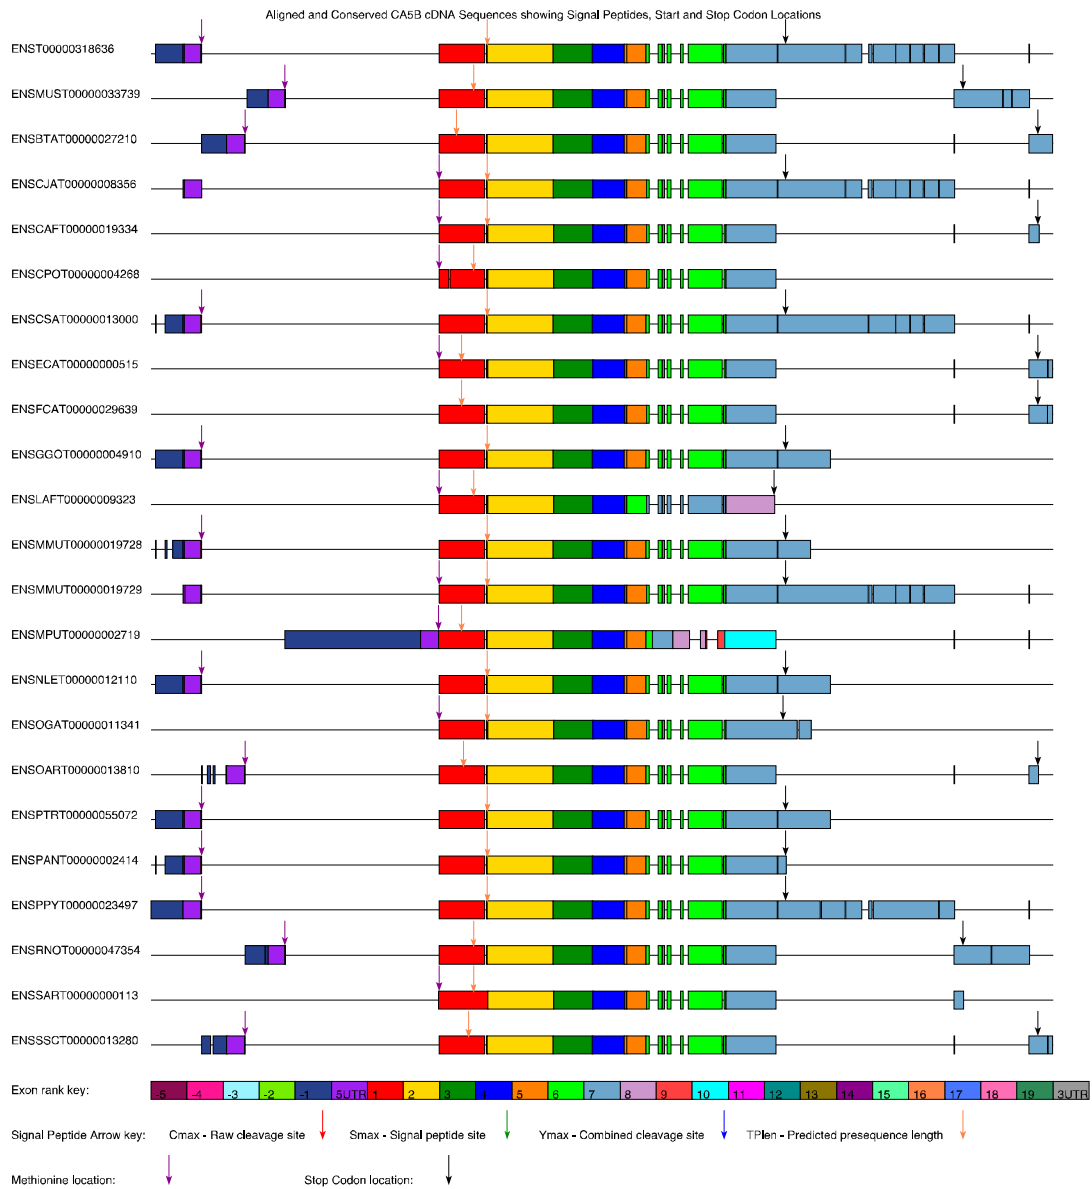 Aligned and Conserved CA5B cDNA Sequences showing Signal Peptides, Start and Stop Codon Locations
ENST00000318636
ENSMUST00000033739
ENSBTAT00000027210
ENSCJAT00000008356
ENSCAFT00000019334
ENSCPOT00000004268
ENSCSAT00000013000
ENSECAT00000000515
ENSFCAT00000029639
ENSGGOT00000004910
ENSLAFT00000009323
ENSMMUT00000019728
ENSMMUT00000019729
ENSMPUT00000002719
ENSNLET00000012110
ENSOGAT00000011341
ENSOART00000013810
ENSPTRT00000055072
ENSPANT00000002414
ENSPPYT00000023497
ENSRNOT00000047354
ENSSART00000000113
ENSSSCT00000013280
Exon rank key: -5 -4 -3 -2 -1 5UTR 1 2 3 4 5 6 7 8 9 10 11 12 13 14 15 16 17 18 19 3UTR
Signal Peptide Arrow key: Cmax - Raw cleavage site Smax - Signal peptide site Ymax - Combined cleavage site TPlen - Predicted presequence length
Methionine location: Stop Codon location: